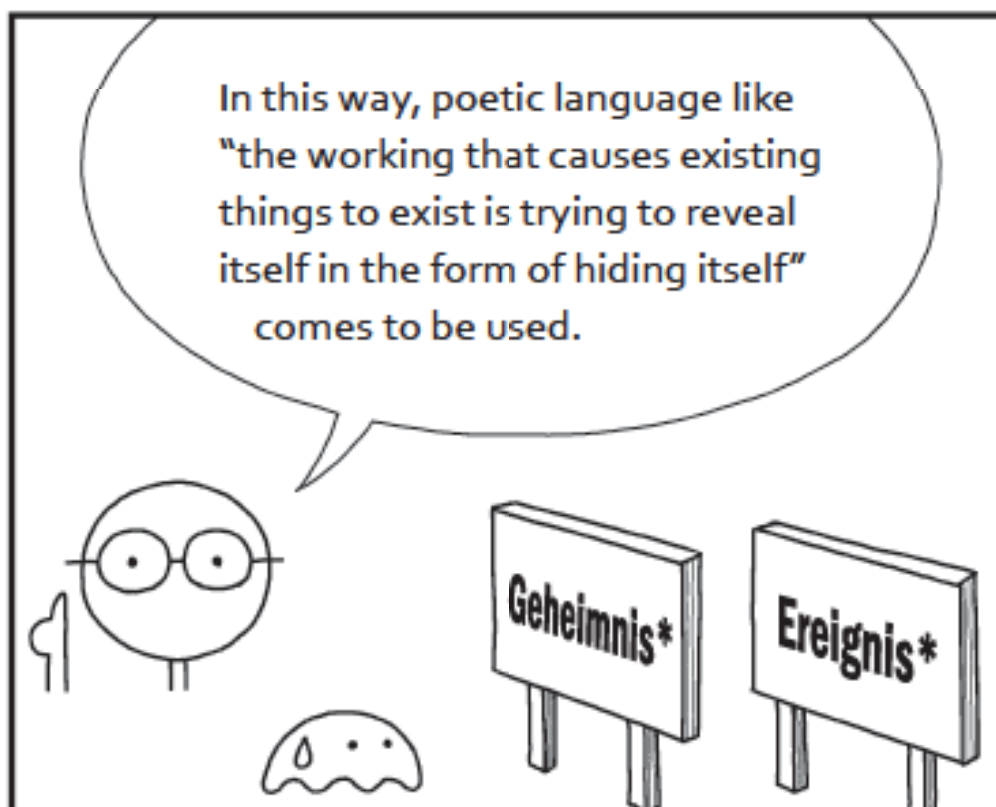 In this way, poetic language like
“the working that causes existing
things to exist is trying to reveal
itself in the form of hiding itself”
comes to be used.
Geheimnis*
Ereignis*